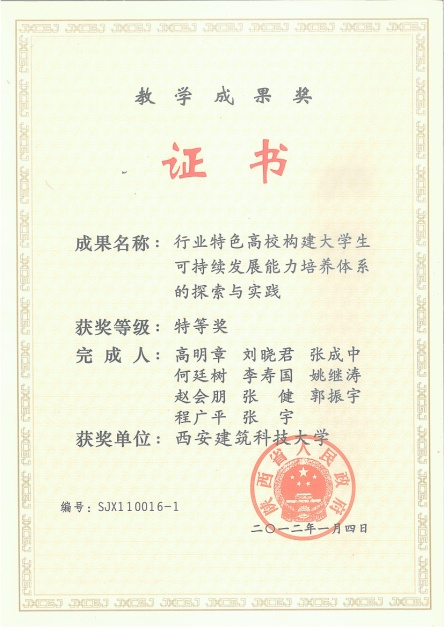 教学成果奖
证书
成果名称：行业特色高校构建大学生
可持续发展能力培养体系
的探索与实践
获奖等级：特等奖
完成人：高明章 刘晓君 张成中
何廷树 李寿国 姚继涛
赵会朋 张健 郭振宇
程广平 张宇
获奖单位：西安建筑科技大学
陕西省人民政府
编号：SJX110016-1
二〇一二年一月四日